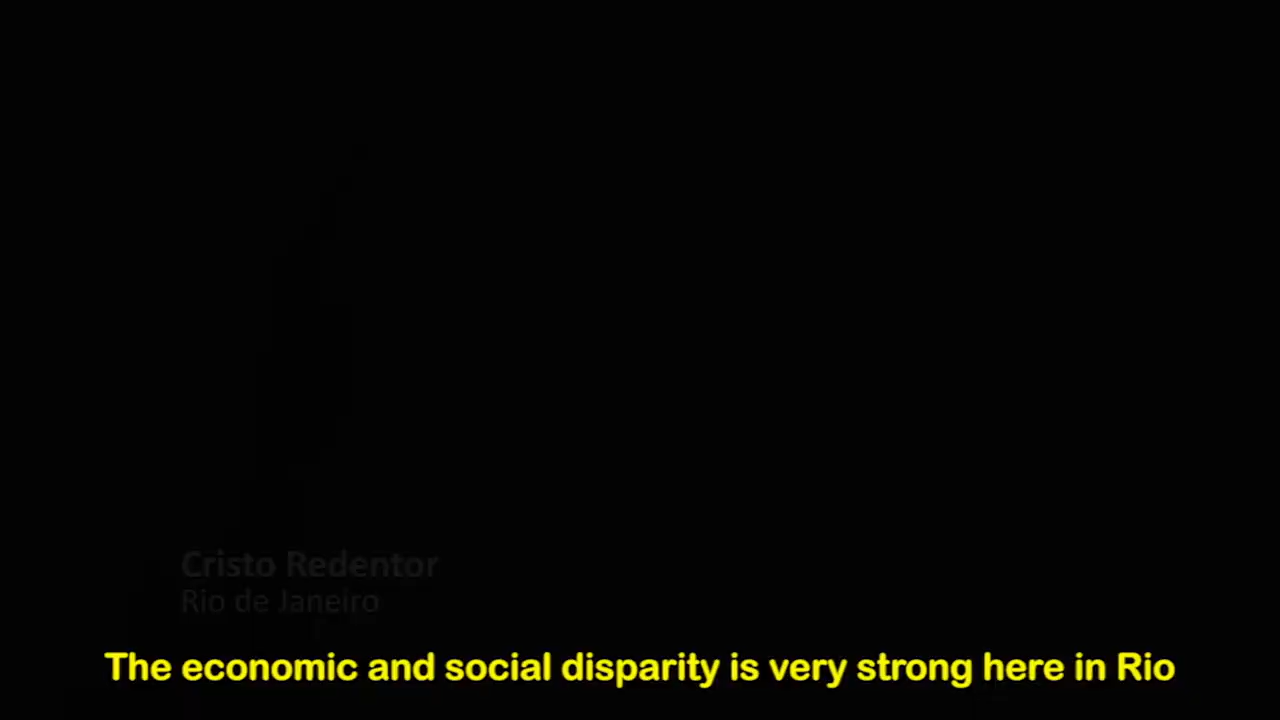 Cristo Redentor
Rio de Janeiro
The economic and social disparity is very strong here in Rio